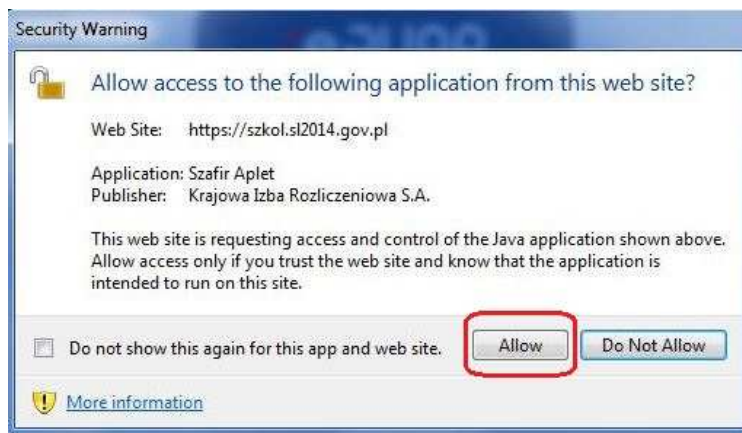 Security Warning
Allow access to the following application from this web site?
Web Site: https://szkol.sl2014.gov.pl
Application: Szafir Aplet
Publisher: Krajowa Izba Rozliczeniowa S.A.
This web site is requesting access and control of the Java application shown above.
Allow access only if you trust the web site and know that the application is
intended to run on this site.
Do not show this again for this app and web site.
Allow
Do Not Allow
More information